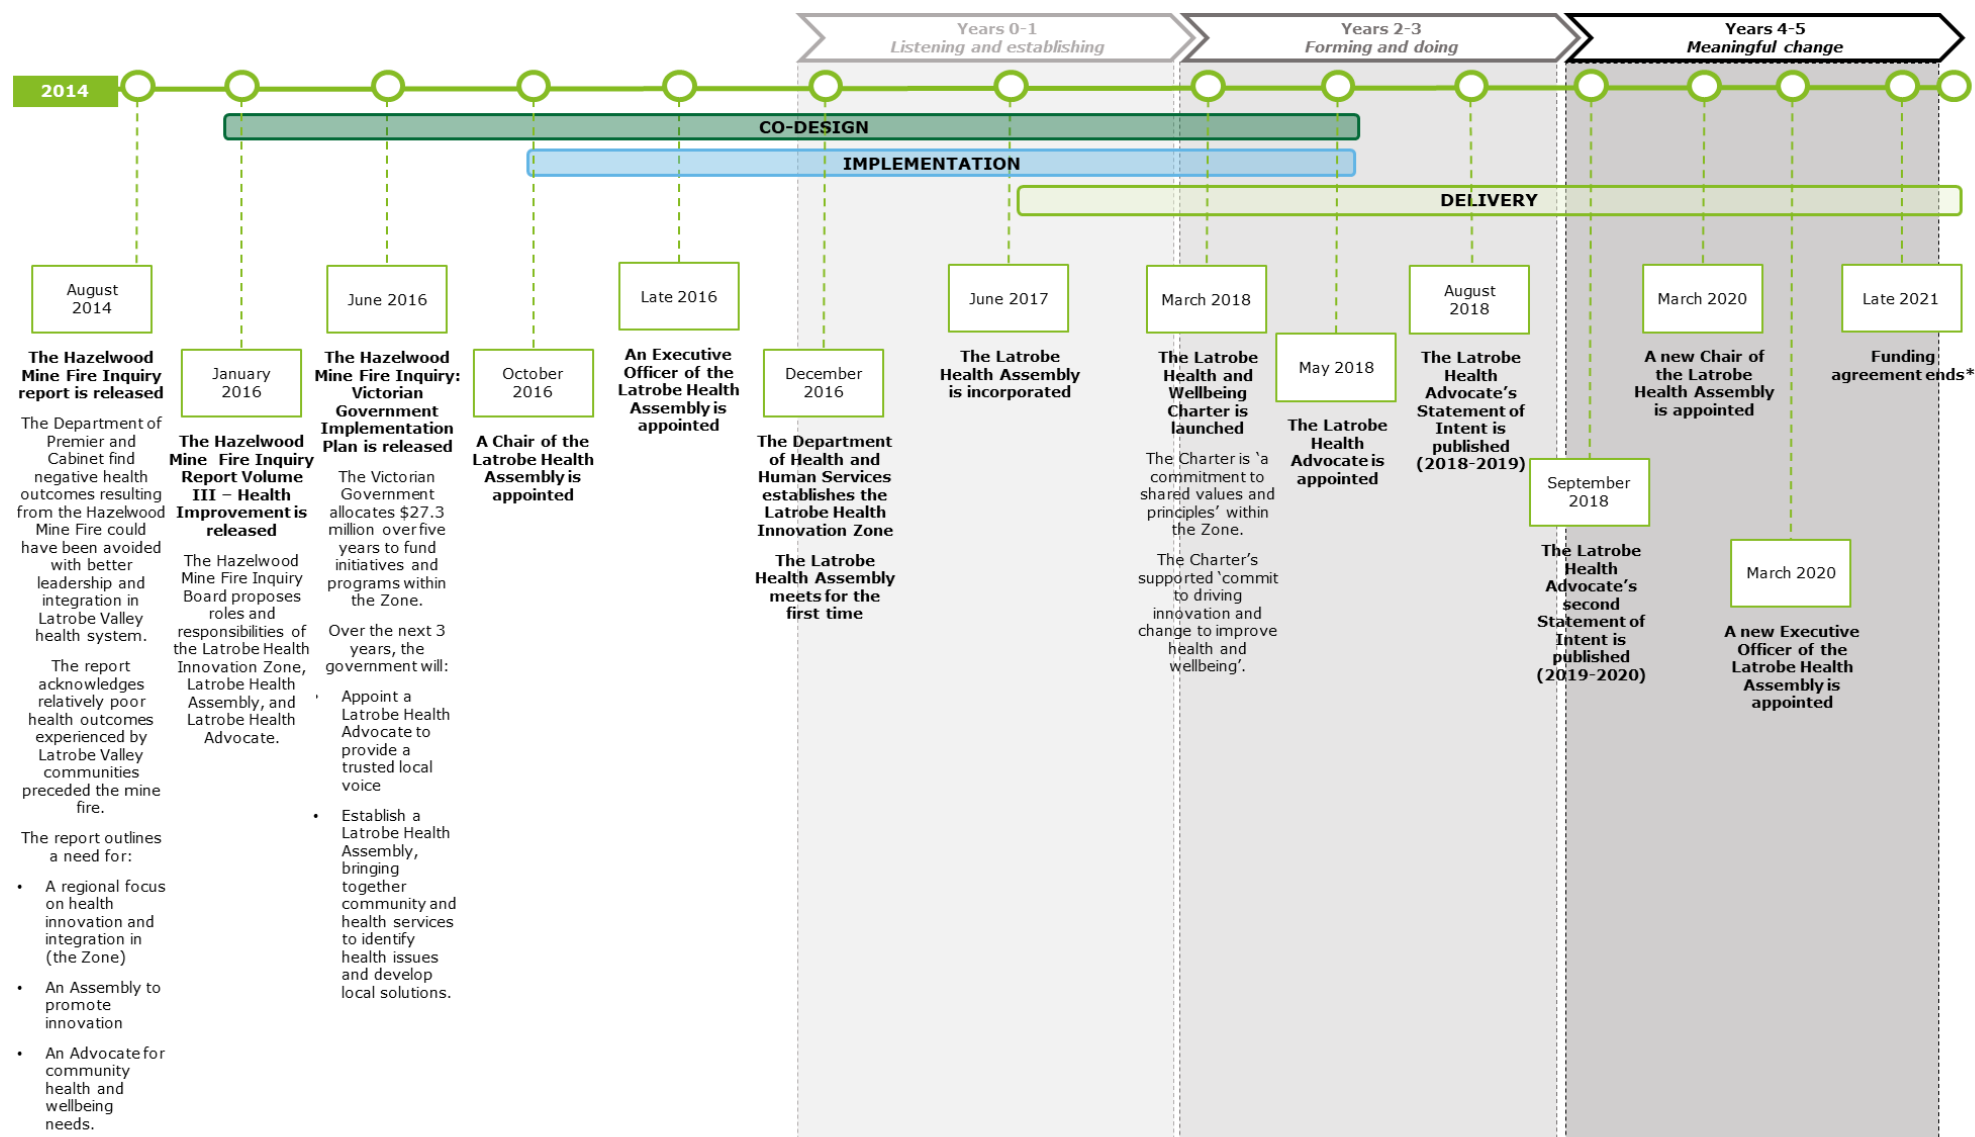 Years 0-1
Listening and establishing
Years 2-3
Forming and doing
Years 4-5
Meaningful change
2014
CO-DESIGN
IMPLEMENTATION
DELIVERY
August
2014
The Hazelwood
Mine Fire Inquiry
report is released
The Department of
Premier and
Cabinet find
negative health
outcomes resulting
from the Hazelwood
Mine Fire could
have been avoided
with better
leadership and
integration in
Latrobe Valley
health system.
The report
acknowledges
relatively poor
health outcomes
experienced by
Latrobe Valley
communities
preceded the mine
fire.
The report outlines
a need for:
• A regional focus
on health
innovation and
integration in
(the Zone)
• An Assembly to
promote
innovation
• An Advocate for
community
health and
wellbeing
needs.
January
2016
The Hazelwood
Mine Fire Inquiry
Report Volume
III – Health
Improvement is
released
The Hazelwood
Mine Fire Inquiry
Board proposes
roles and
responsibilities of
the Latrobe Health
Innovation Zone,
Latrobe Health
Assembly, and
Latrobe Health
Advocate.
June 2016
The Hazelwood
Mine Fire Inquiry:
Victorian
Government
Implementation
Plan is released
The Victorian
Government
allocates $27.3
million over five
years to fund
initiatives and
programs within
the Zone.
Over the next 3
years, the
government will:
• Appoint a
Latrobe Health
Advocate to
provide a
trusted local
voice
• Establish a
Latrobe Health
Assembly,
bringing
together
community and
health services
to identify
health issues
and develop
local solutions.
October
2016
A Chair of the
Latrobe Health
Assembly is
appointed
Late 2016
An Executive
Officer of the
Latrobe Health
Assembly is
appointed
December
2016
The Department
of Health and
Human Services
establishes the
Latrobe Health
Innovation Zone
The Latrobe
Health Assembly
meets for the
first time
June 2017
The Latrobe
Health Assembly
is incorporated
March 2018
The Latrobe
Health and
Wellbeing
Charter is
launched
The Charter is ‘a
commitment to
shared values and
principles’ within
the Zone.
The Charter’s
supported ‘commit
to driving
innovation and
change to improve
health and
wellbeing’.
May 2018
The Latrobe
Health
Advocate is
appointed
August
2018
The Latrobe
Health
Advocate’s
Statement of
Intent is
published
(2018-2019)
September
2018
The Latrobe
Health
Advocate’s
second
Statement of
Intent is
published
(2019-2020)
March 2020
A new Chair of
the Latrobe
Health Assembly
is appointed
March 2020
A new Executive
Officer of the
Latrobe Health
Assembly is
appointed
Late 2021
Funding
agreement ends*